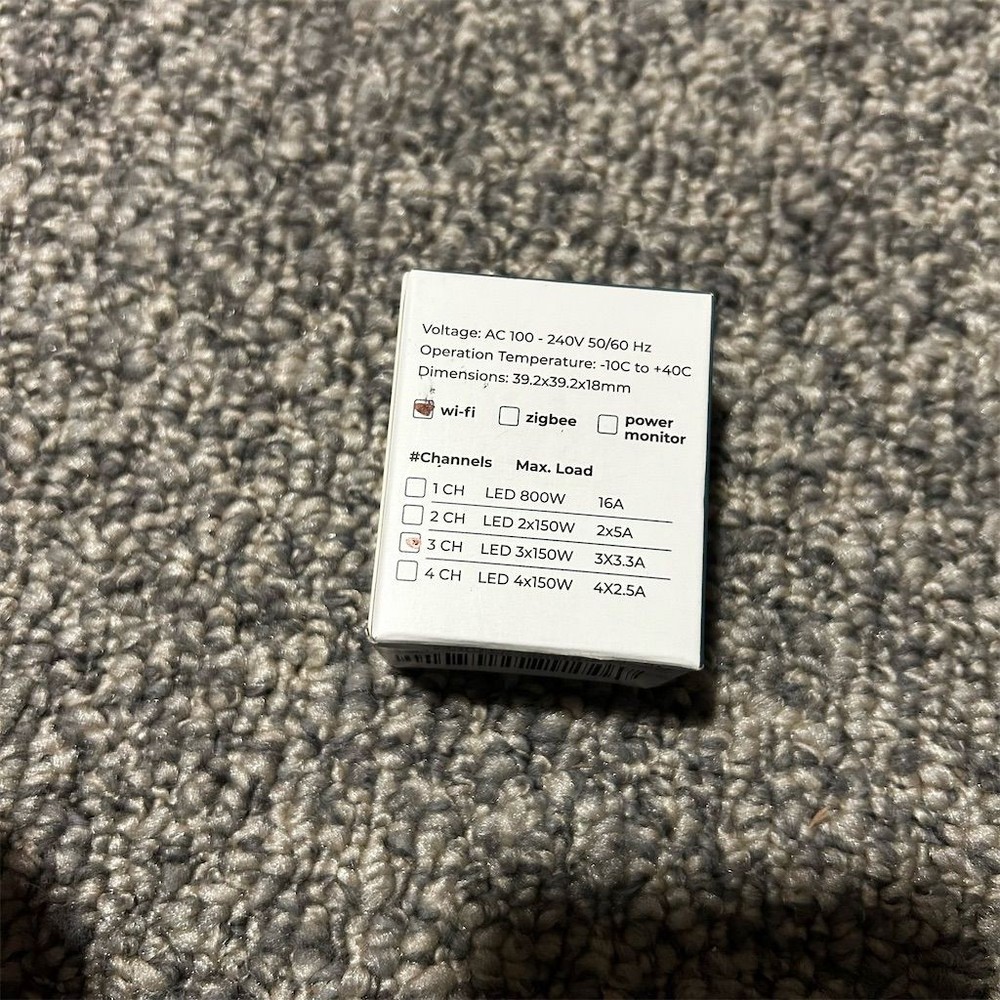 Voltage: AC 100 - 240V 50/60 Hz
Operation Temperature: -10C to +40C
Dimensions: 39.2x39.2x18mm
wi-fi zigbee power monitor
#Channels Max. Load
1 CH LED 800W 16A
2 CH LED 2x150W 2x5A
3 CH LED 3x150W 3X3.3A
4 CH LED 4x150W 4X2.5A